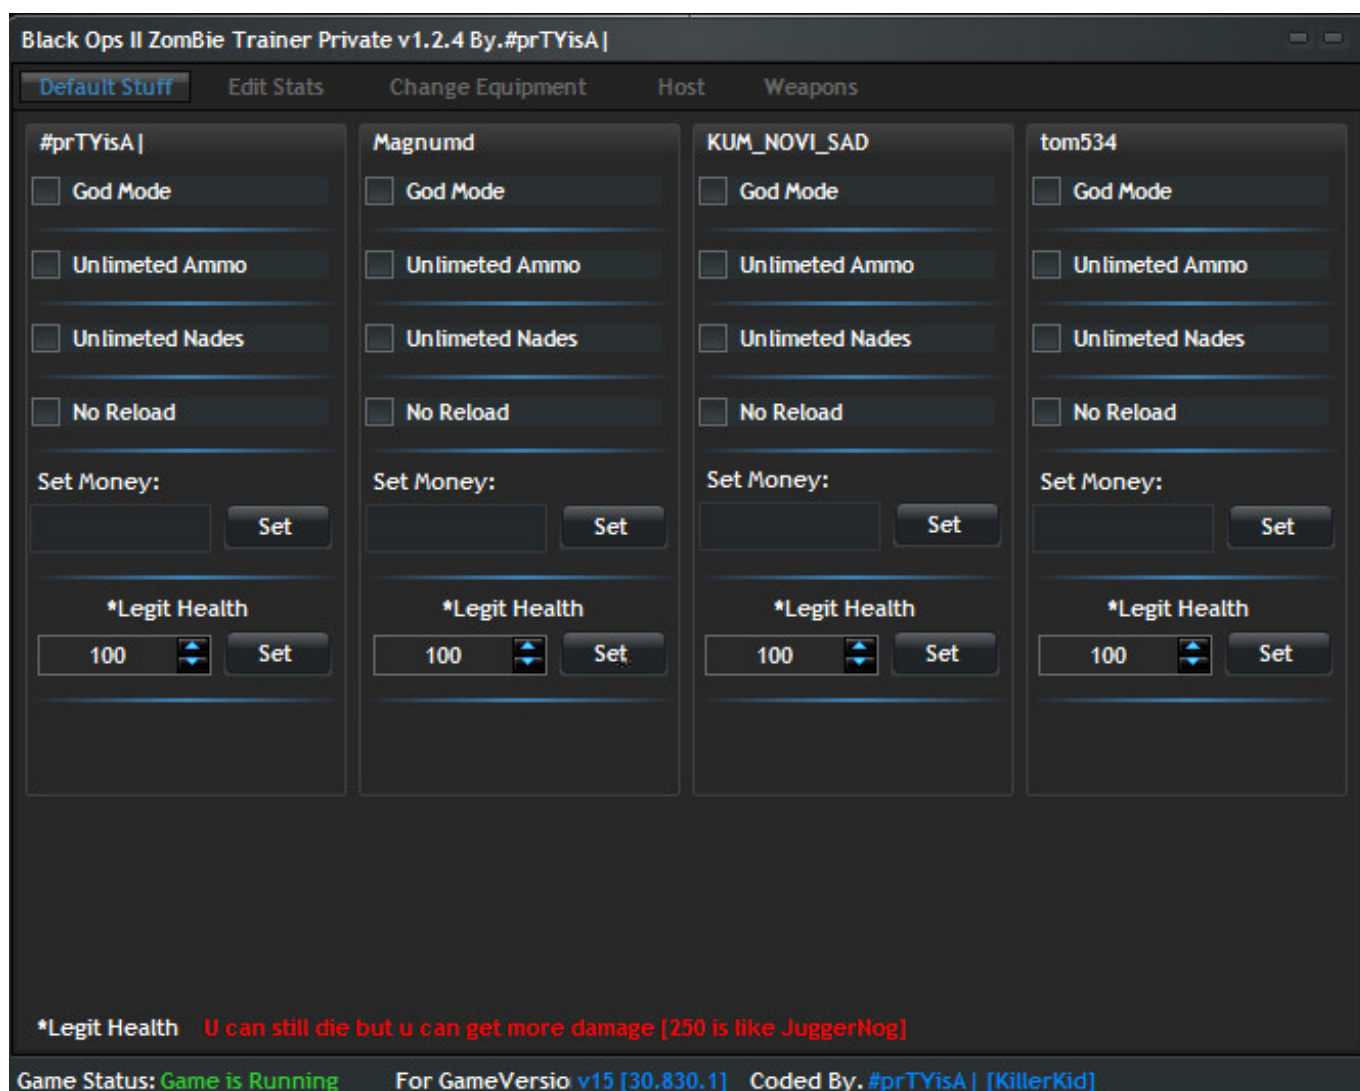 Black Ops II ZomBie Trainer Private v1.2.4 By.#prTYisA|
Default Stuff Edit Stats Change Equipment Host Weapons
#prTYisA| Magnumd KUM_NOVI_SAD tom534
God Mode God Mode God Mode God Mode
Unlimeted Ammo Unlimeted Ammo Unlimeted Ammo Unlimeted Ammo
Unlimeted Nades Unlimeted Nades Unlimeted Nades Unlimeted Nades
No Reload No Reload No Reload No Reload
Set Money: Set Money: Set Money: Set Money:
Set Set Set Set
*Legit Health *Legit Health *Legit Health *Legit Health
100 Set 100 Set 100 Set 100 Set
*Legit Health U can still die but u can get more damage [250 is like JuggerNog]
Game Status: Game is Running For GameVersio v15 [30.830.1] Coded By. #prTYisA| [KillerKid]